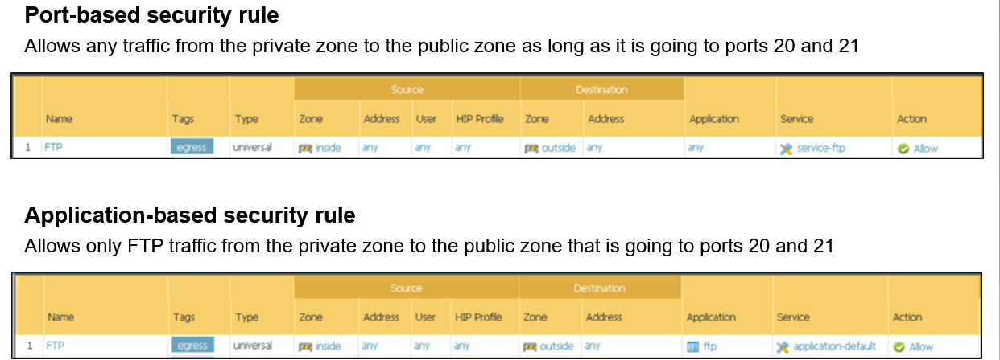 Port-based security rule
Allows any traffic from the private zone to the public zone as long as it is going to ports 20 and 21
Source Destination
Name Tags Type Zone Address User HIP Profile Zone Address Application Service Action
1 FTP egress universal inside any any any outside any any service-ftp Allow
Application-based security rule
Allows only FTP traffic from the private zone to the public zone that is going to ports 20 and 21
Source Destination
Name Tags Type Zone Address User HIP Profile Zone Address Application Service Action
1 FTP egress universal inside any any any outside any ftp application-default Allow